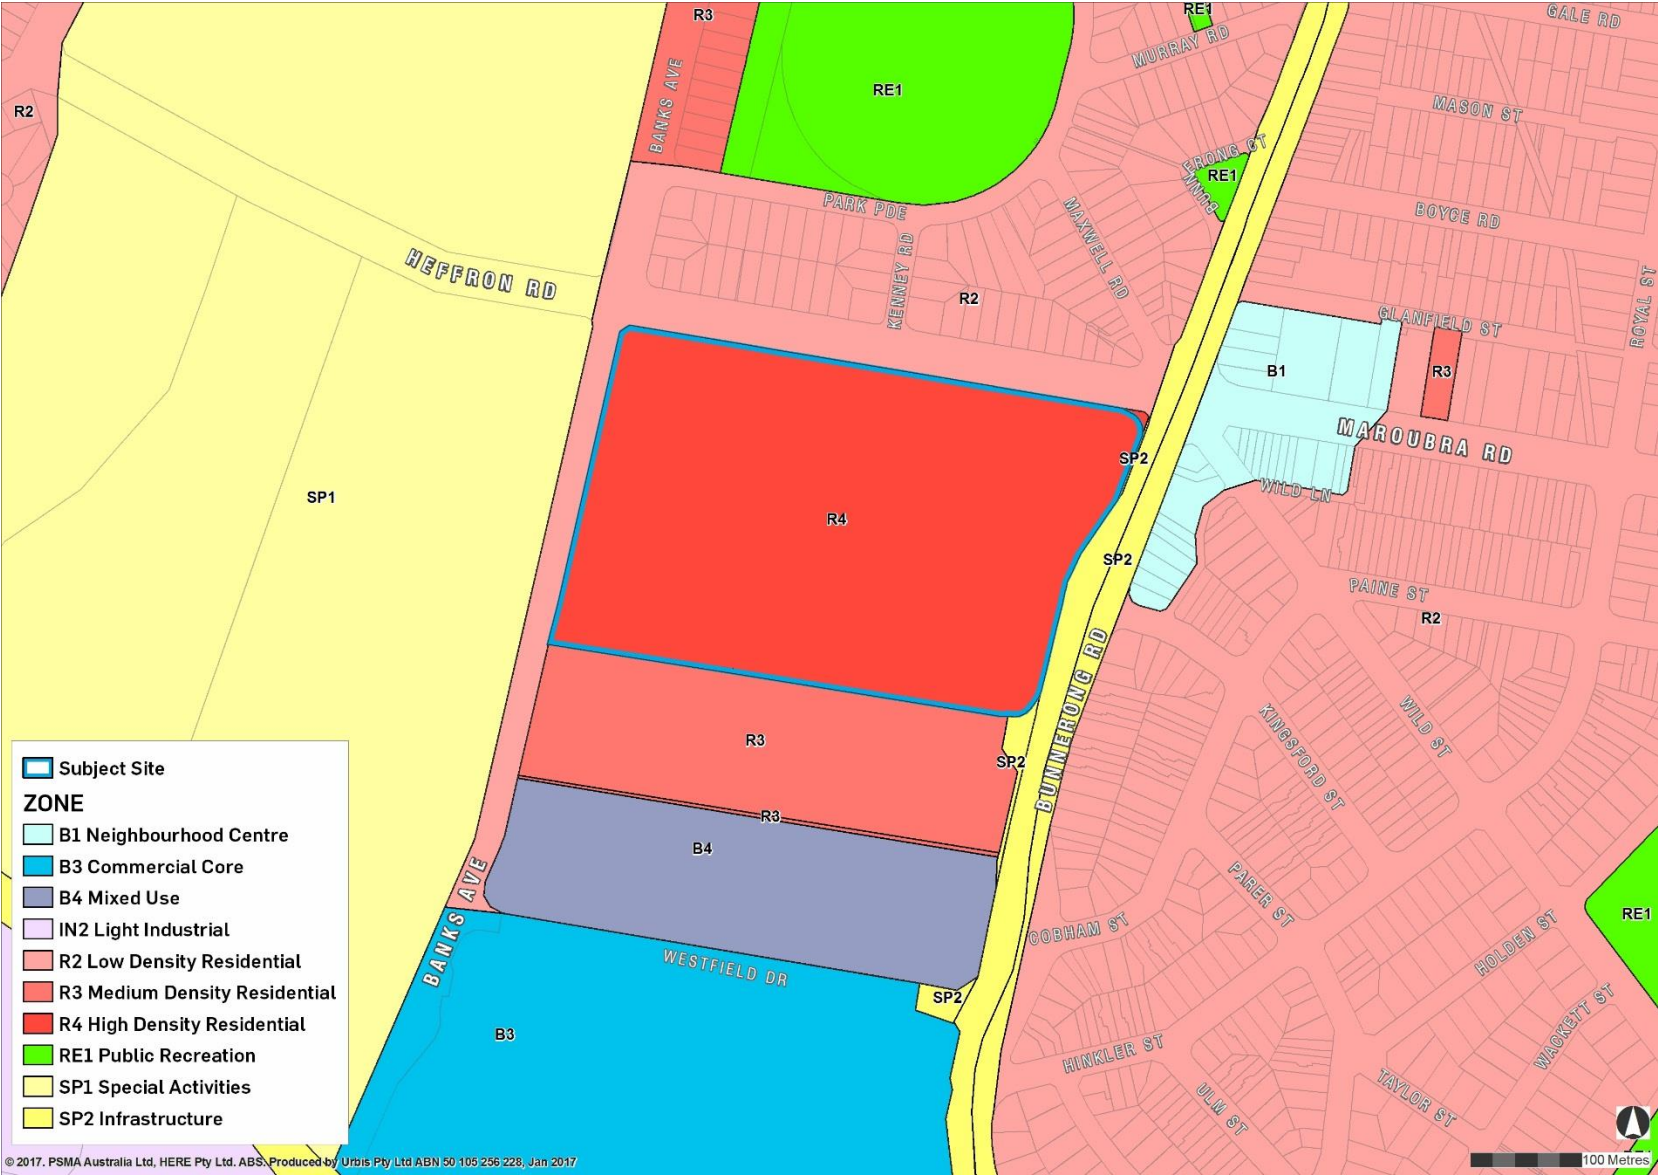 R3
RE1
GALE RD
MURRAY RD
BANKS AVE
RE1
R2
MASON ST
ERONG CT
RE1
BUNN
PARK PDE
MAXWELL RD
BOYCE RD
KENNEY RD
HEFFRON RD
R2
ROYAL ST
GLANFIELD ST
B1
R3
MAROUBRA RD
SP2
WILD LN
SP1
R4
SP2
PAINE ST
R2
BUNNERONG RD
KINGSFORD ST
WILD ST
R3
SP2
R3
B4
PARER ST
RE1
COBHAM ST
HOLDEN ST
BANKS AVE
WESTFIELD DR
SP2
B3
WACKETT ST
HINKLER ST
TAYLOR ST
ULM ST
Subject Site
ZONE
B1 Neighbourhood Centre
B3 Commercial Core
B4 Mixed Use
IN2 Light Industrial
R2 Low Density Residential
R3 Medium Density Residential
R4 High Density Residential
RE1 Public Recreation
SP1 Special Activities
SP2 Infrastructure
© 2017. PSMA Australia Ltd, HERE Pty Ltd. ABS. Produced by Urbis Pty Ltd ABN 50 105 256 228, Jan 2017
100 Metres